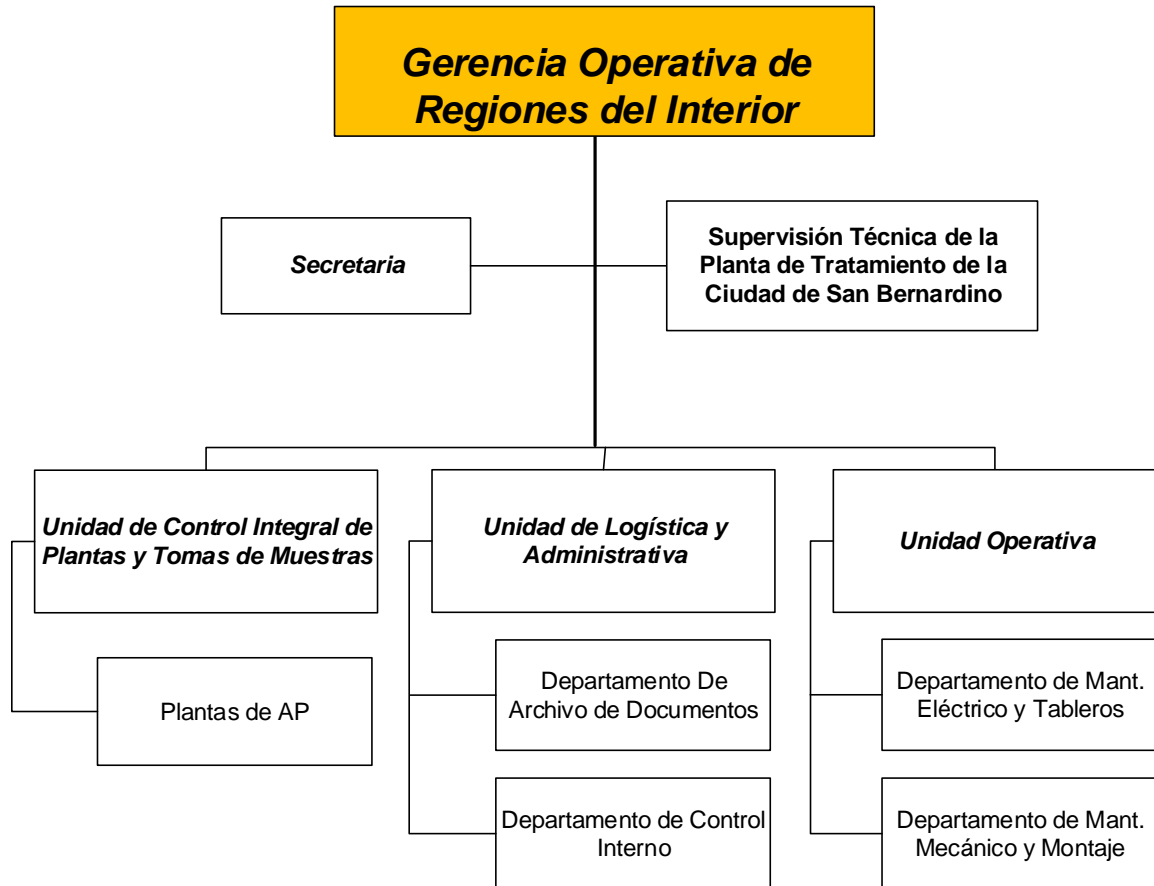 Gerencia Operativa de
Regiones del Interior
Secretaria
Supervisión Técnica de la
Planta de Tratamiento de la
Ciudad de San Bernardino
Unidad de Control Integral de
Plantas y Tomas de Muestras
Unidad de Logística y
Administrativa
Unidad Operativa
Plantas de AP
Departamento De
Archivo de Documentos
Departamento de Mant.
Eléctrico y Tableros
Departamento de Control
Interno
Departamento de Mant.
Mecánico y Montaje